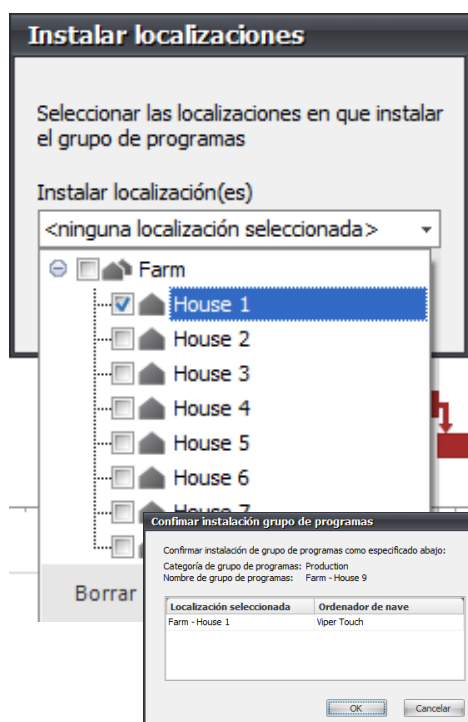 Instalar localizaciones
Seleccionar las localizaciones en que instalar
el grupo de programas
Instalar localización(es)
<ninguna localización seleccionada>
Farm
House 1
House 2
House 3
House 4
House 5
House 6
House 7
Borrar
Confimar instalación grupo de programas
Confirmar instalación de grupo de programas como especificado abajo:
Categoría de grupo de programas: Production
Nombre de grupo de programas: Farm - House 9
Localización seleccionada Ordenador de nave
Farm - House 1 Viper Touch
OK Cancelar